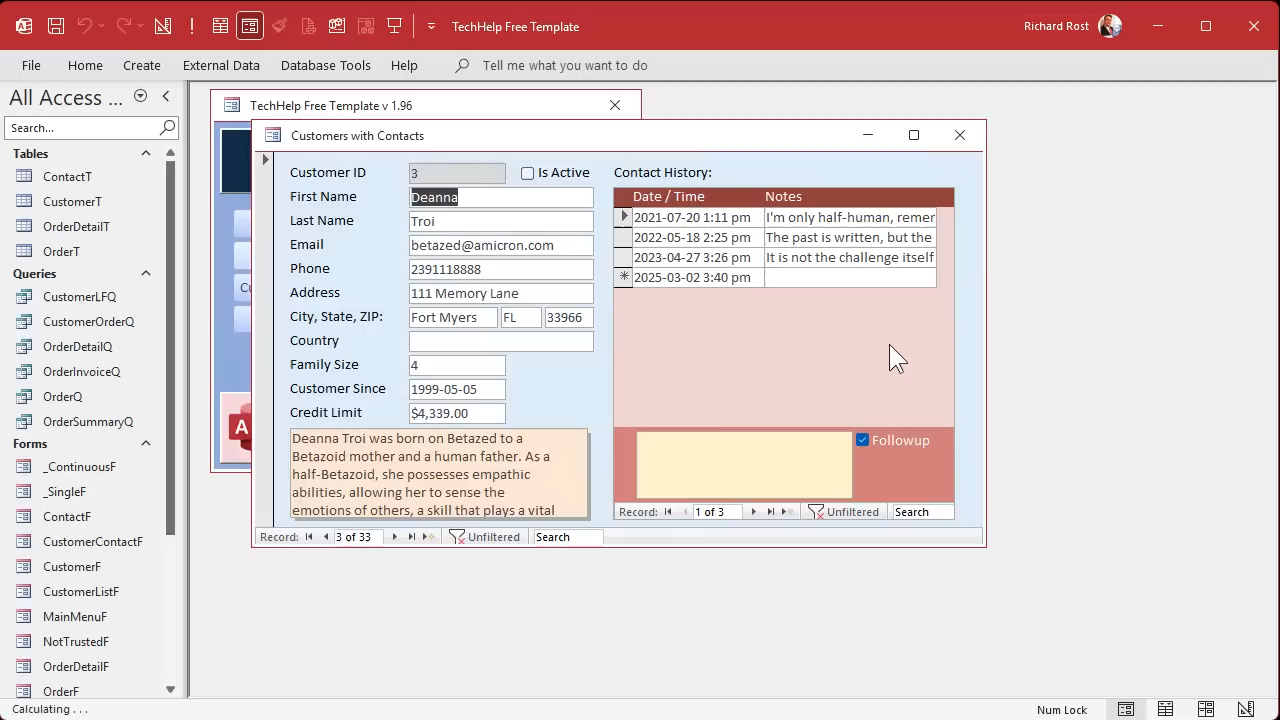 TechHelp Free Template
Richard Rost
File
Home
Create
External Data
Database Tools
Help
Tell me what you want to do
All Access ...
Search...
Tables
ContactT
CustomerT
OrderDetailT
OrderT
Queries
CustomerLFQ
CustomerOrderQ
OrderDetailQ
OrderInvoiceQ
OrderQ
OrderSummaryQ
Forms
_ContinuousF
_SingleF
ContactF
CustomerContactF
CustomerF
CustomerListF
MainMenuF
NotTrustedF
OrderDetailF
OrderF
TechHelp Free Template v 1.96
Cu
A
Customers with Contacts
Customer ID 3 Is Active
First Name Deanna
Last Name Troi
Email betazed@amicron.com
Phone 2391118888
Address 111 Memory Lane
City, State, ZIP: Fort Myers FL 33966
Country
Family Size 4
Customer Since 1999-05-05
Credit Limit $4,339.00
Deanna Troi was born on Betazed to a
Betazoid mother and a human father. As a
half-Betazoid, she possesses empathic
abilities, allowing her to sense the
emotions of others, a skill that plays a vital
Contact History:
Date / Time Notes
2021-07-20 1:11 pm I'm only half-human, remer
2022-05-18 2:25 pm The past is written, but the
2023-04-27 3:26 pm It is not the challenge itself
* 2025-03-02 3:40 pm
Followup
Record: 1 of 3 Unfiltered Search
Record: 3 of 33 Unfiltered Search
Calculating . . .
Num Lock